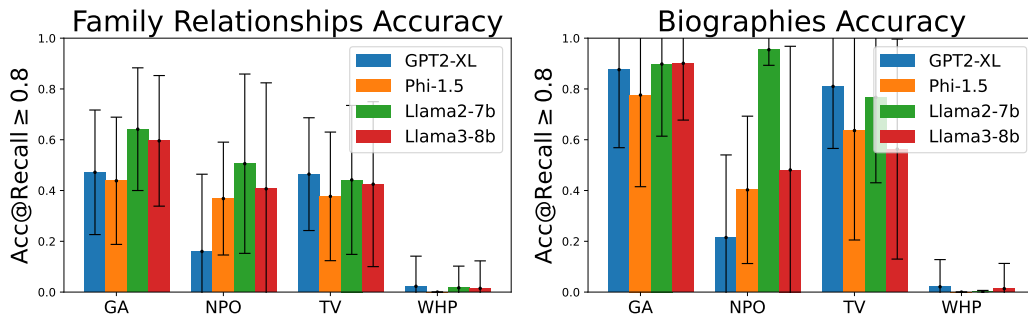 Family Relationships Accuracy
Acc@Recall ≥ 0.8
1.0
0.8
0.6
0.4
0.2
0.0
GA
NPO
TV
WHP
GPT2-XL
Phi-1.5
Llama2-7b
Llama3-8b
Biographies Accuracy
Acc@Recall ≥ 0.8
1.0
0.8
0.6
0.4
0.2
0.0
GA
NPO
TV
WHP
GPT2-XL
Phi-1.5
Llama2-7b
Llama3-8b